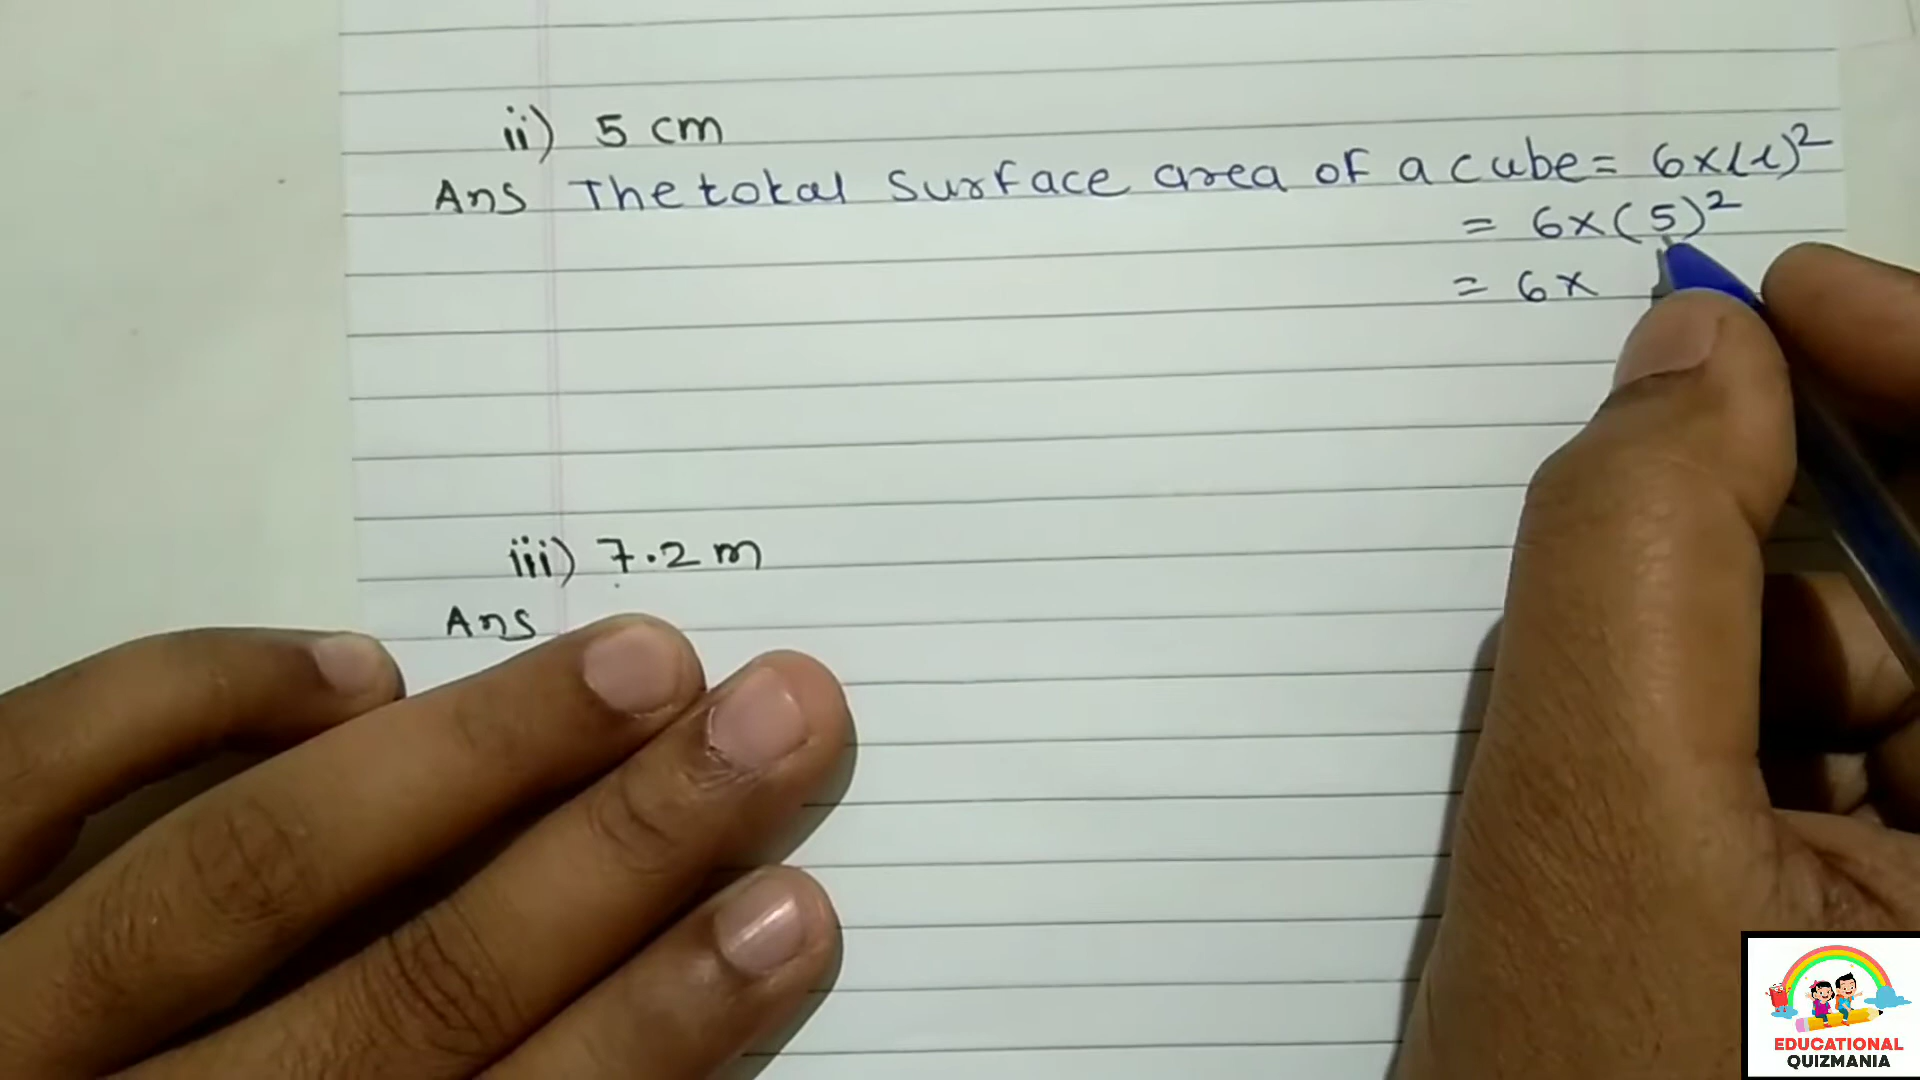 ii) 5 cm
Ans The total surface area of a cube = 6×(l)²
= 6×(5)²
= 6×
iii) 7.2 m
Ans
EDUCATIONAL
QUIZMANIA